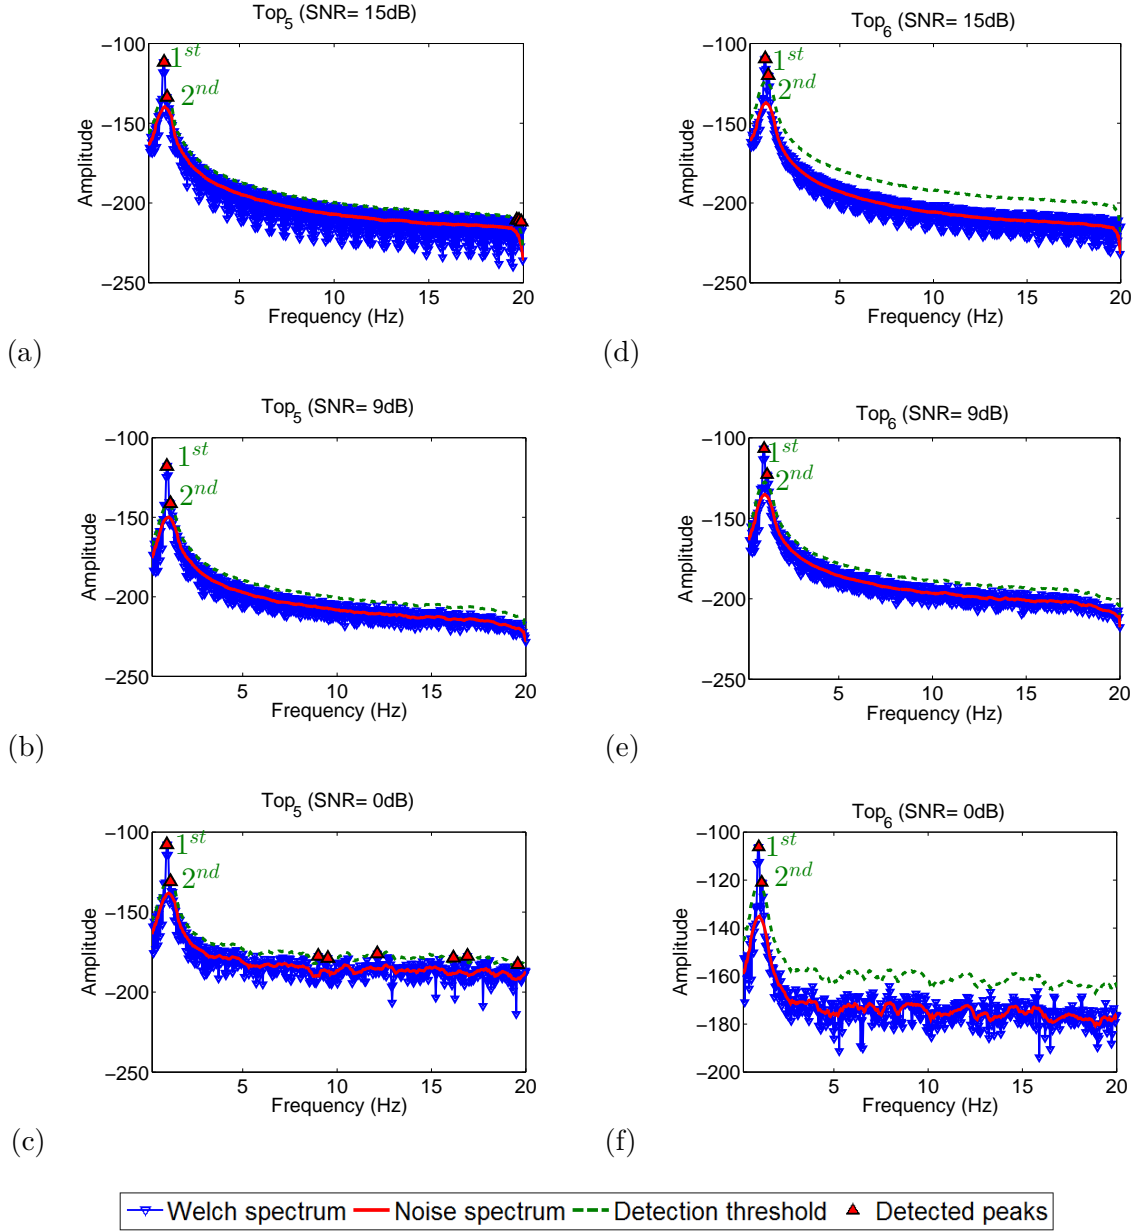 Top5 (SNR= 15dB)
−100
−150
−200
−250
Amplitude
1st
2nd
5
10
15
20
Frequency (Hz)
(a)
Top6 (SNR= 15dB)
−100
−150
−200
−250
Amplitude
1st
2nd
5
10
15
20
Frequency (Hz)
(d)
Top5 (SNR= 9dB)
−100
−150
−200
−250
Amplitude
1st
2nd
5
10
15
20
Frequency (Hz)
(b)
Top6 (SNR= 9dB)
−100
−150
−200
−250
Amplitude
1st
2nd
5
10
15
20
Frequency (Hz)
(e)
Top5 (SNR= 0dB)
−100
−150
−200
−250
Amplitude
1st
2nd
5
10
15
20
Frequency (Hz)
(c)
Top6 (SNR= 0dB)
−100
−120
−140
−160
−180
−200
Amplitude
1st
2nd
5
10
15
20
Frequency (Hz)
(f)
Welch spectrum Noise spectrum Detection threshold Detected peaks